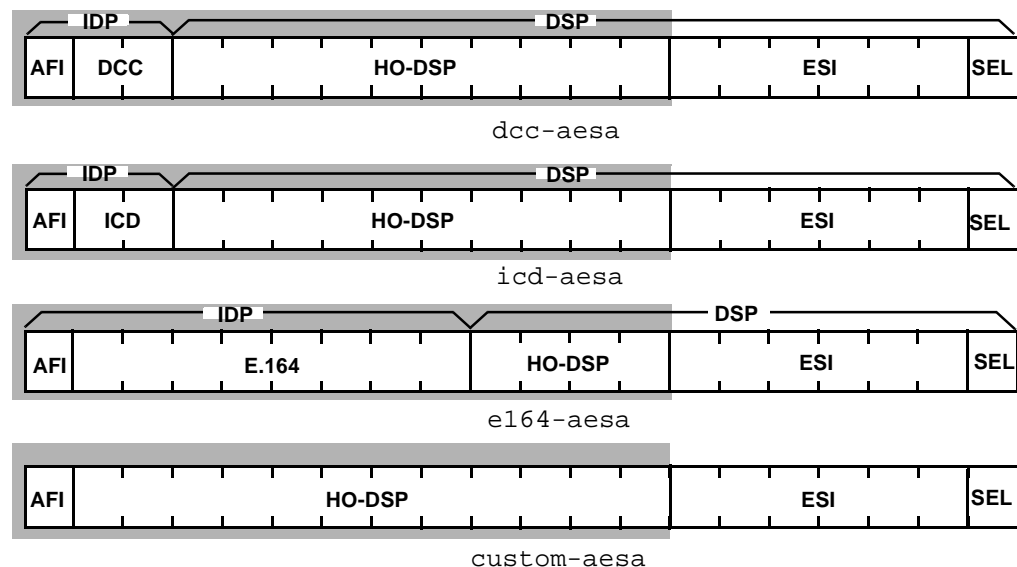 IDP DSP
AFI DCC HO-DSP ESI SEL
dcc-aesa
IDP DSP
AFI ICD HO-DSP ESI SEL
icd-aesa
IDP DSP
AFI E.164 HO-DSP ESI SEL
e164-aesa
AFI HO-DSP ESI SEL
custom-aesa